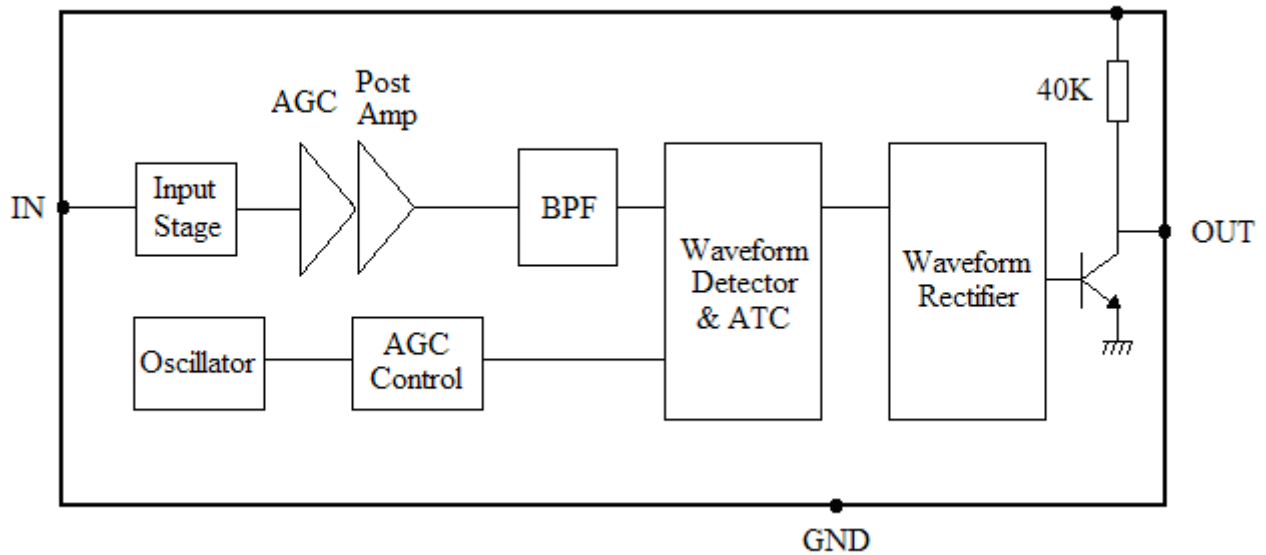 AGC
Post
Amp
40K
IN
Input
Stage
BPF
Waveform
Detector
& ATC
Waveform
Rectifier
OUT
Oscillator
AGC
Control
GND